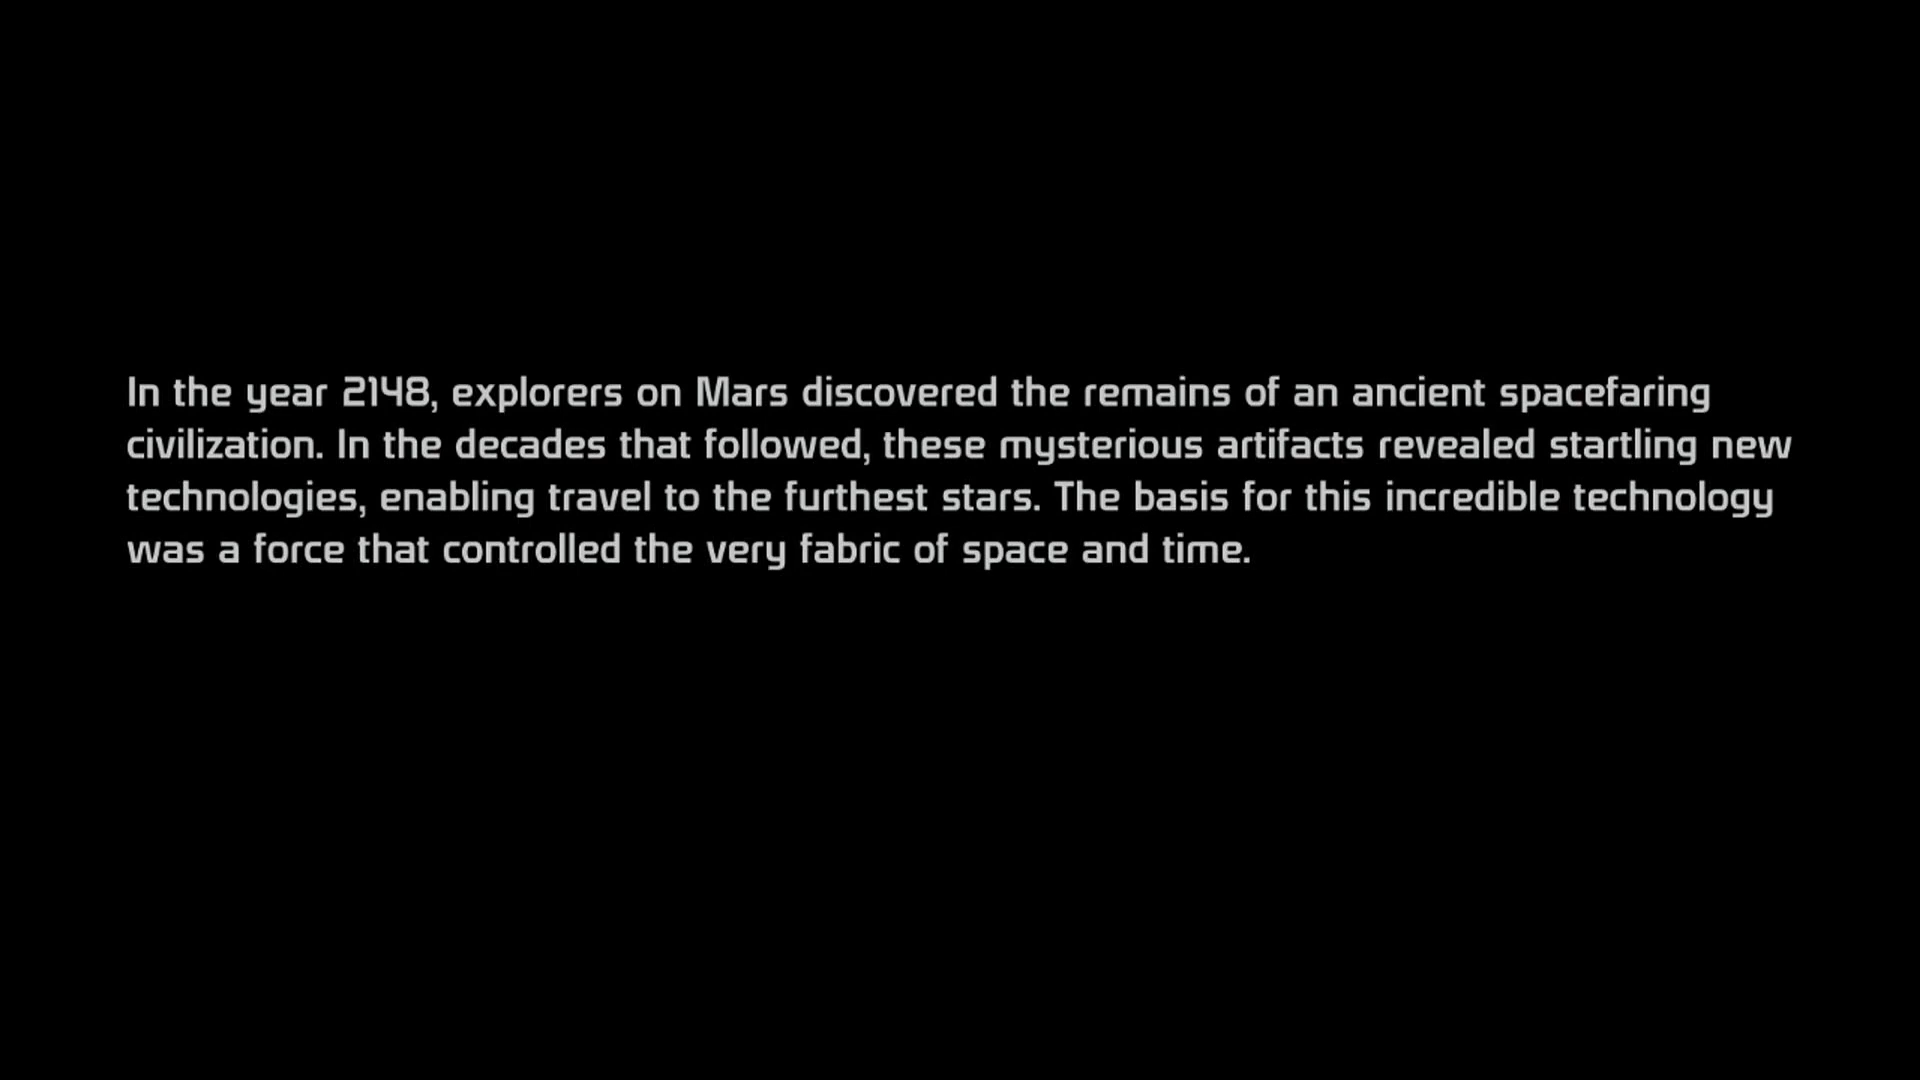 In the year 2148, explorers on Mars discovered the remains of an ancient spacefaring
civilization. In the decades that followed, these mysterious artifacts revealed startling new
technologies, enabling travel to the furthest stars. The basis for this incredible technology
was a force that controlled the very fabric of space and time.